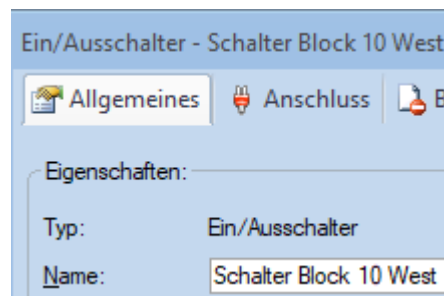 Ein/Ausschalter - Schalter Block 10 West
Allgemeines Anschluss
Eigenschaften:
Typ: Ein/Ausschalter
Name: Schalter Block 10 West